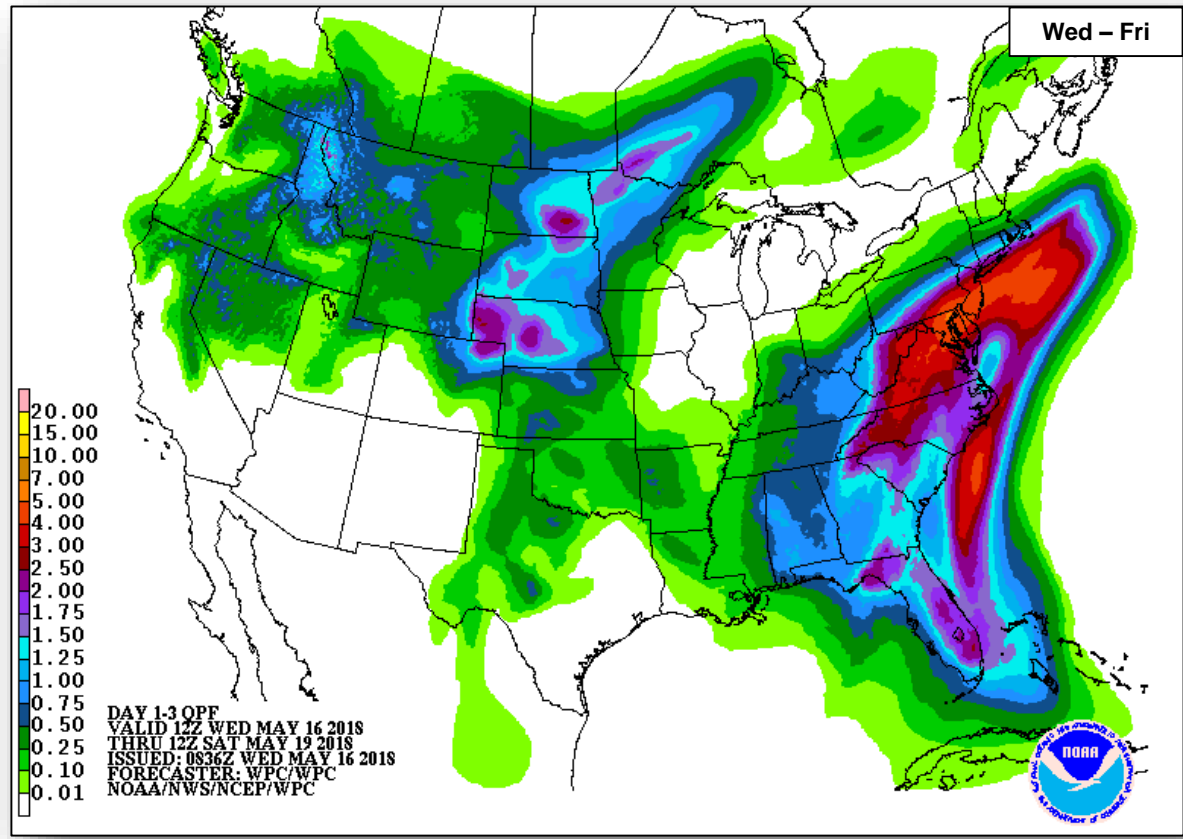 Wed – Fri
20.00
15.00
10.00
7.00
5.00
4.00
3.00
2.50
2.00
1.75
1.50
1.25
1.00
0.75
0.50
0.25
0.10
0.01
DAY 1-3 QPF
VALID 12Z WED MAY 16 2018
THRU 12Z SAT MAY 19 2018
ISSUED: 0836Z WED MAY 16 2018
FORECASTER: WPC/WPC
NOAA/NWS/NCEP/WPC
NOAA